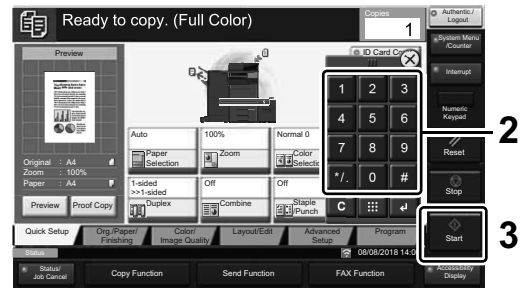 Ready to copy. (Full Color)
Copies
1
Authentic./
Logout
System Menu
/Counter
Interrupt
Numeric
Keypad
Reset
Stop
Start
Preview
ID Card Co
Original : A4
Zoom : 100%
Paper : A4
Preview
Proof Copy
Auto
Paper
Selection
100%
Zoom
Normal 0
Color
Selectio
1-sided
>>1-sided
Duplex
Off
Combine
Off
Staple
/Punch
1 2 3
4 5 6
7 8 9
*/. 0 #
C
2
3
Quick Setup
Org./Paper/
Finishing
Color/
Image Quality
Layout/Edit
Advanced
Setup
Program
Status
08/08/2018 14:0
Status/
Job Cancel
Copy Function
Send Function
FAX Function
Accessibility
Display